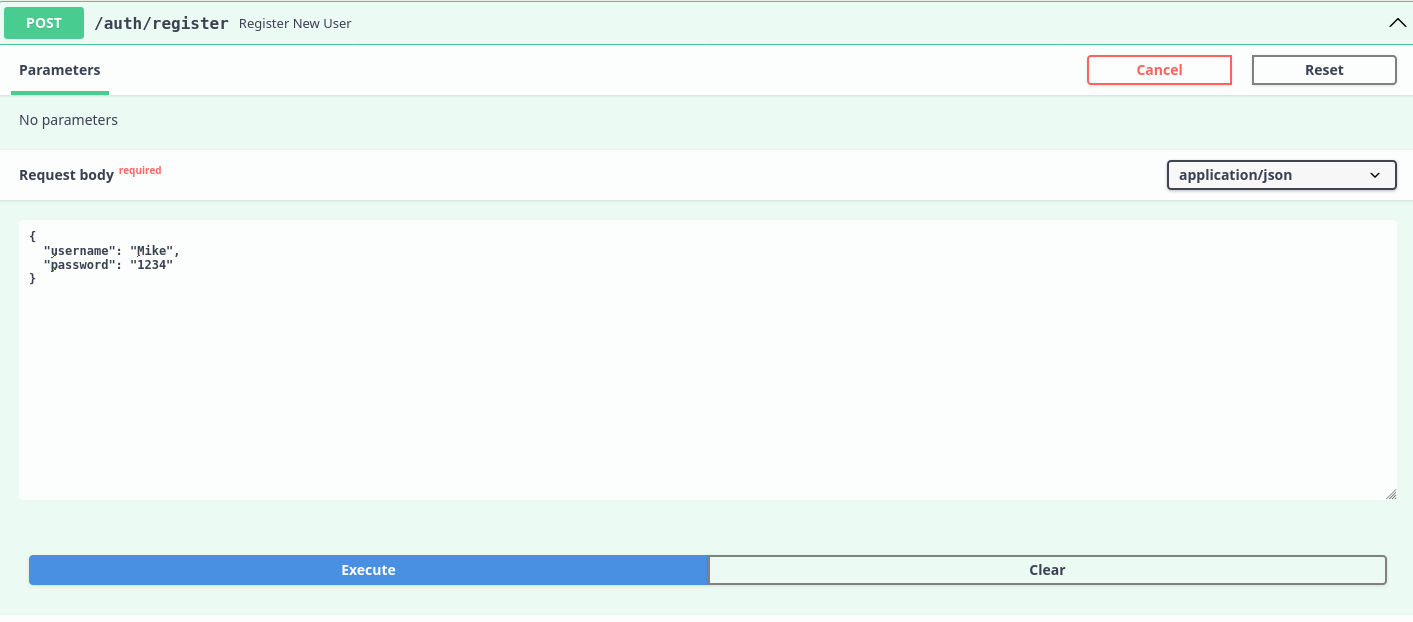 POST /auth/register Register New User
Parameters Cancel Reset
No parameters
Request body required application/json
{
  "username": "Mike",
  "password": "1234"
}
Execute Clear